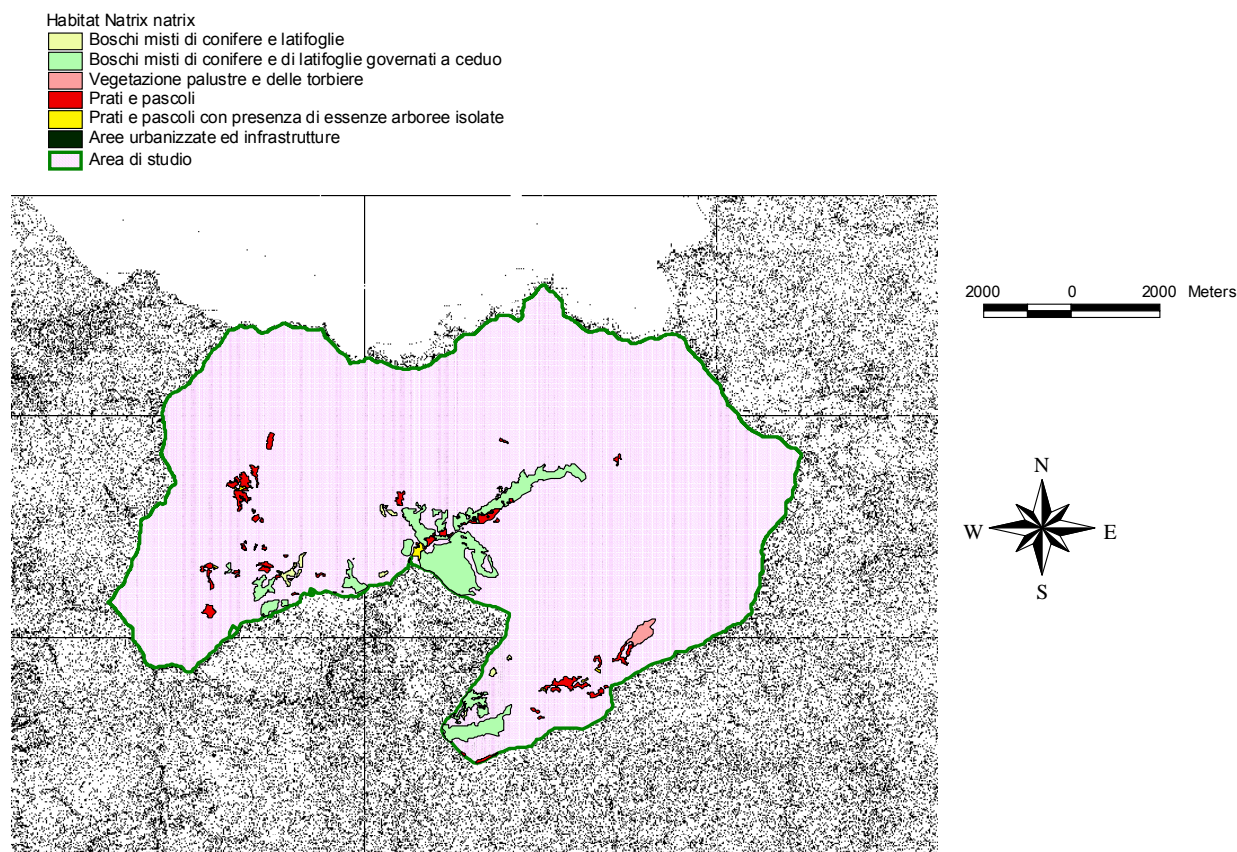 Habitat Natrix natrix
Boschi misti di conifere e latifoglie
Boschi misti di conifere e di latifoglie governati a ceduo
Vegetazione palustre e delle torbiere
Prati e pascoli
Prati e pascoli con presenza di essenze arboree isolate
Aree urbanizzate ed infrastrutture
Area di studio
2000 0 2000 Meters
N
W E
S